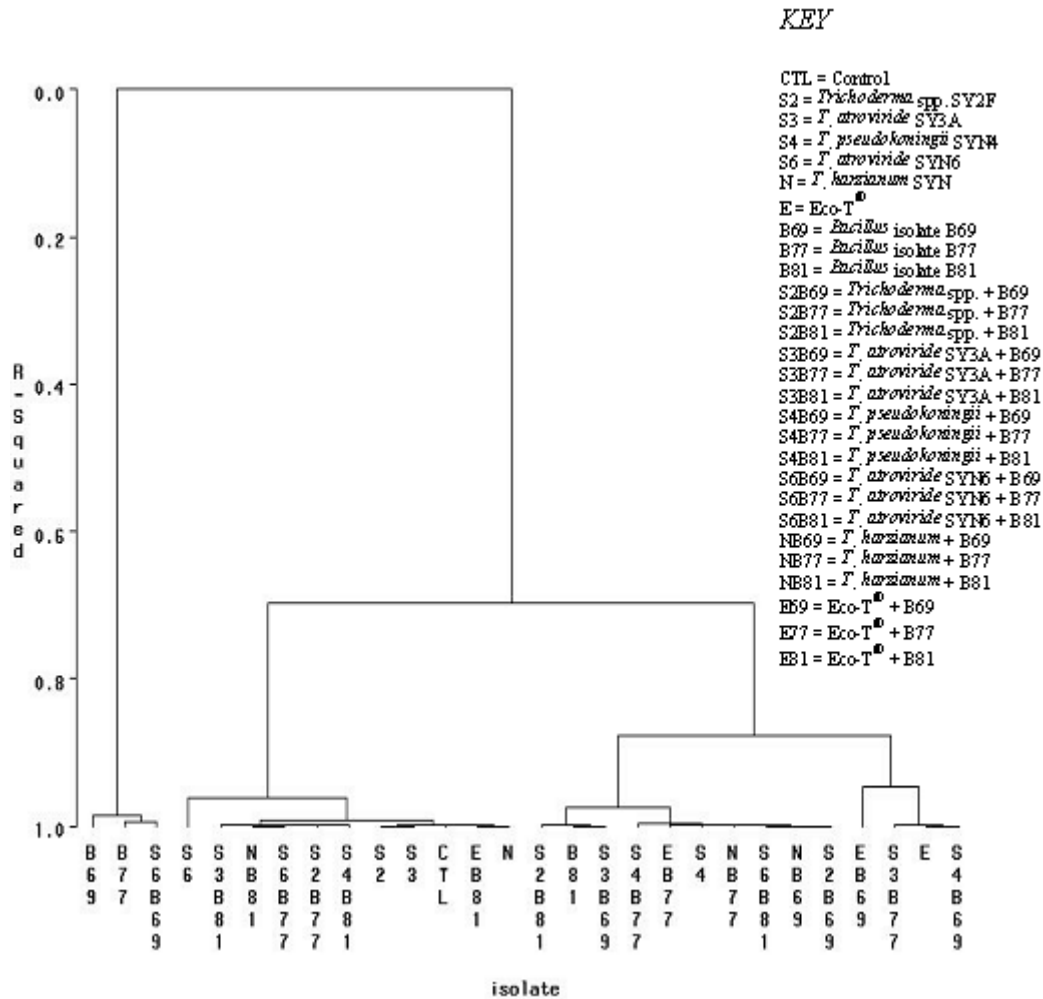 KEY
CTL = Control
S2 = Trichoderma spp. SY2F
S3 = T. atroviride SY3A
S4 = T. pseudokoningii SYN4
S6 = T. atroviride SYN6
N = T. harzianum SYN
E = Eco-T®
B69 = Bacillus isolate B69
B77 = Bacillus isolate B77
B81 = Bacillus isolate B81
S2B69 = Trichoderma spp. + B69
S2B77 = Trichoderma spp. + B77
S2B81 = Trichoderma spp. + B81
S3B69 = T. atroviride SY3A + B69
S3B77 = T. atroviride SY3A + B77
S3B81 = T. atroviride SY3A + B81
S4B69 = T. pseudokoningii + B69
S4B77 = T. pseudokoningii + B77
S4B81 = T. pseudokoningii + B81
S6B69 = T. atroviride SYN6 + B69
S6B77 = T. atroviride SYN6 + B77
S6B81 = T. atroviride SYN6 + B81
NB69 = T. harzianum + B69
NB77 = T. harzianum + B77
NB81 = T. harzianum + B81
E69 = Eco-T® + B69
E77 = Eco-T® + B77
E81 = Eco-T® + B81
0.0
0.2
0.4
0.6
0.8
1.0
R-Squared
B69
B77
S6B69
S6
S3B81
NB81
S6B77
S2B77
S4B81
S2
S3
CTL
EB81
N
S2B81
B81
S3B69
S4B77
EB77
S4
NB77
S6B81
NB69
S2B69
EB69
S3B77
E
S4B69
isolate